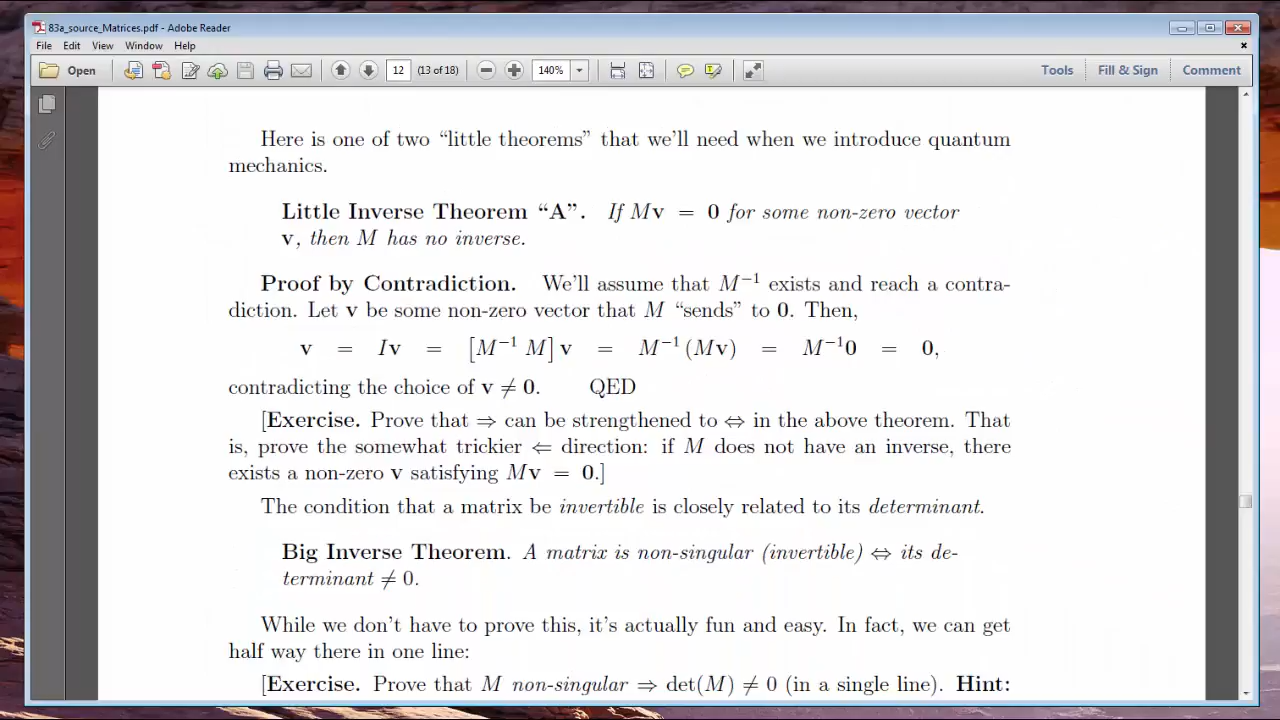 83a_source_Matrices.pdf - Adobe Reader
File Edit View Window Help
Open 12 (13 of 18) 140% Tools Fill & Sign Comment
Here is one of two “little theorems” that we’ll need when we introduce quantum
mechanics.
Little Inverse Theorem “A”. If Mv = 0 for some non-zero vector
v, then M has no inverse.
Proof by Contradiction. We’ll assume that M⁻¹ exists and reach a contra-
diction. Let v be some non-zero vector that M “sends” to 0. Then,
v = Iv = [M⁻¹ M] v = M⁻¹ (Mv) = M⁻¹0 = 0,
contradicting the choice of v ≠ 0. QED
[Exercise. Prove that ⇒ can be strengthened to ⇔ in the above theorem. That
is, prove the somewhat trickier ⇐ direction: if M does not have an inverse, there
exists a non-zero v satisfying Mv = 0.]
The condition that a matrix be invertible is closely related to its determinant.
Big Inverse Theorem. A matrix is non-singular (invertible) ⇔ its de-
terminant ≠ 0.
While we don’t have to prove this, it’s actually fun and easy. In fact, we can get
half way there in one line:
[Exercise. Prove that M non-singular ⇒ det(M) ≠ 0 (in a single line). Hint: